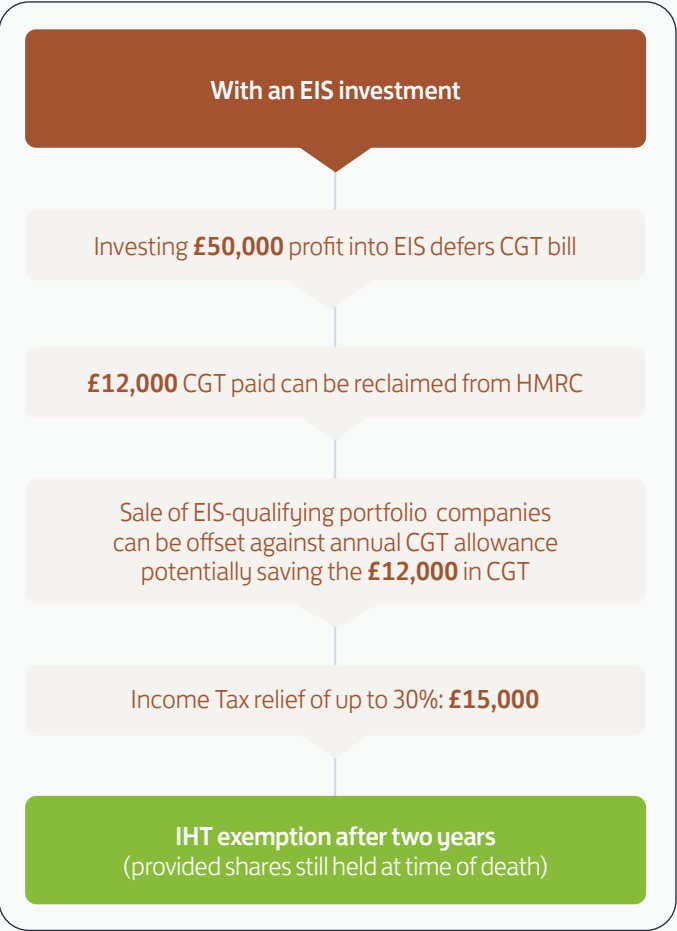 With an EIS investment
Investing £50,000 profit into EIS defers CGT bill
£12,000 CGT paid can be reclaimed from HMRC
Sale of EIS-qualifying portfolio companies
can be offset against annual CGT allowance
potentially saving the £12,000 in CGT
Income Tax relief of up to 30%: £15,000
IHT exemption after two years
(provided shares still held at time of death)